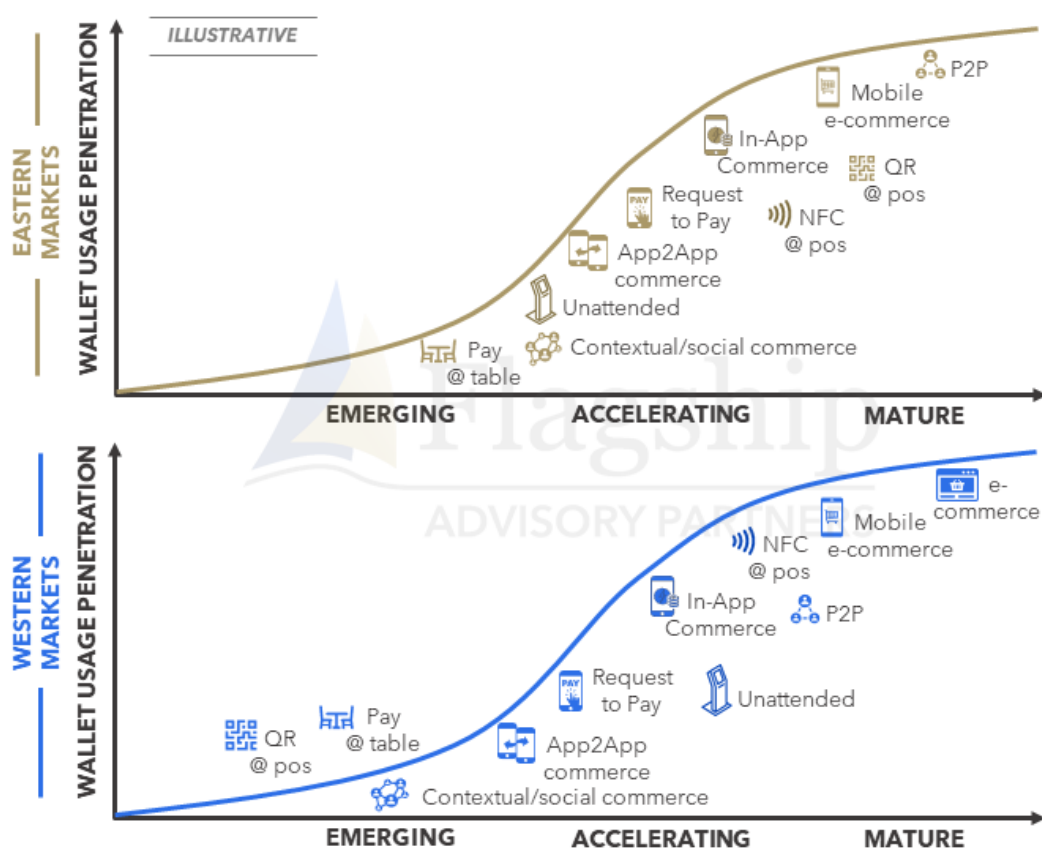 ILLUSTRATIVE
EASTERN
MARKETS
WALLET USAGE PENETRATION
P2P
Mobile
e-commerce
In-App
Commerce
QR
@ pos
PAY
Request
to Pay
NFC
@ pos
App2App
commerce
Unattended
Pay
@ table
Contextual/social commerce
EMERGING
ACCELERATING
MATURE
Flagship
ADVISORY PARTNERS
WESTERN
MARKETS
WALLET USAGE PENETRATION
e-
commerce
Mobile
e-commerce
NFC
@ pos
In-App
Commerce
P2P
PAY
Request
to Pay
Unattended
QR
@ pos
Pay
@ table
App2App
commerce
Contextual/social commerce
EMERGING
ACCELERATING
MATURE